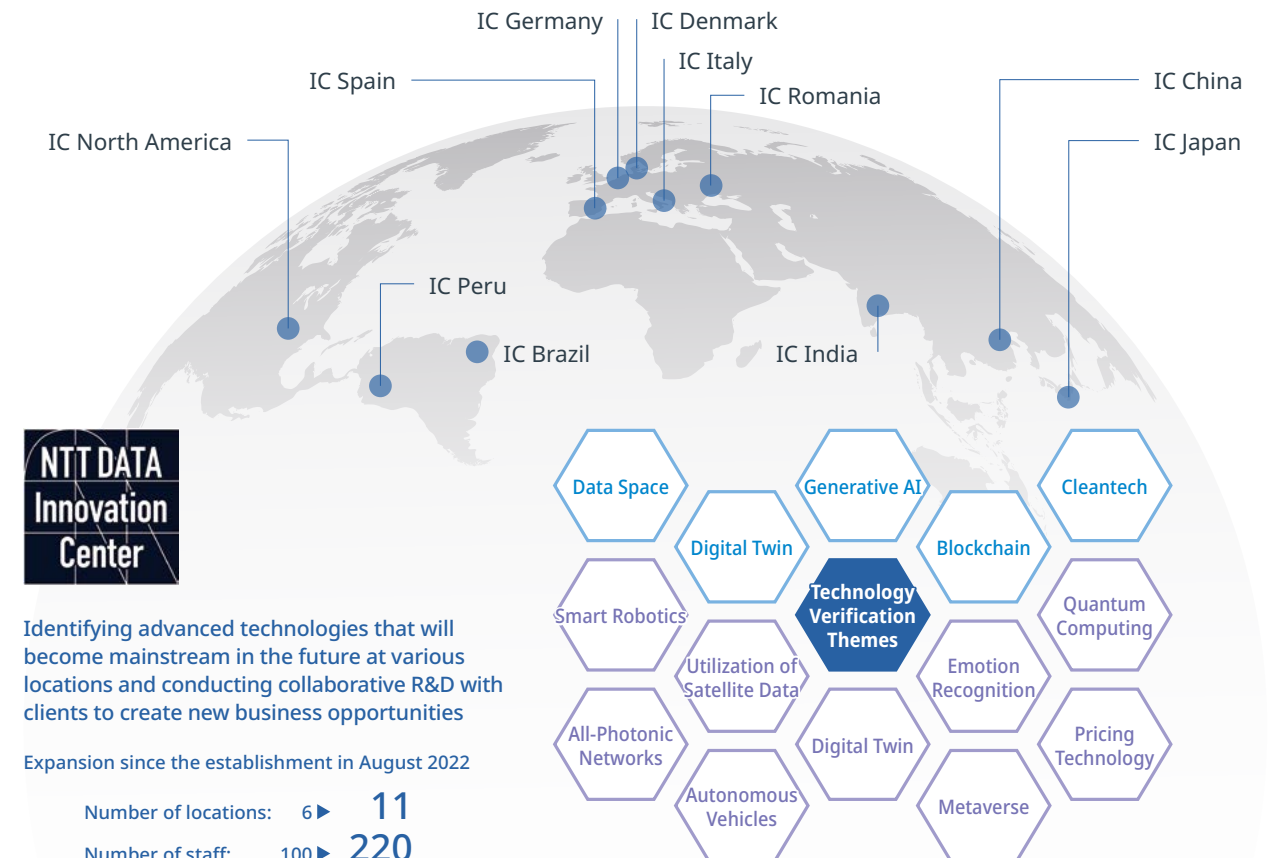 IC Germany
IC Denmark
IC Italy
IC Spain
IC Romania
IC China
IC North America
IC Japan
IC Peru
IC Brazil
IC India
NTT DATA
Innovation
Center
Identifying advanced technologies that will
become mainstream in the future at various
locations and conducting collaborative R&D with
clients to create new business opportunities
Expansion since the establishment in August 2022
Number of locations: 6 ▶ 11
Number of staff: 100 ▶ 220
Data Space
Generative AI
Cleantech
Digital Twin
Blockchain
Technology
Verification
Themes
Smart Robotics
Quantum
Computing
Utilization of
Satellite Data
Emotion
Recognition
All-Photonic
Networks
Digital Twin
Pricing
Technology
Autonomous
Vehicles
Metaverse